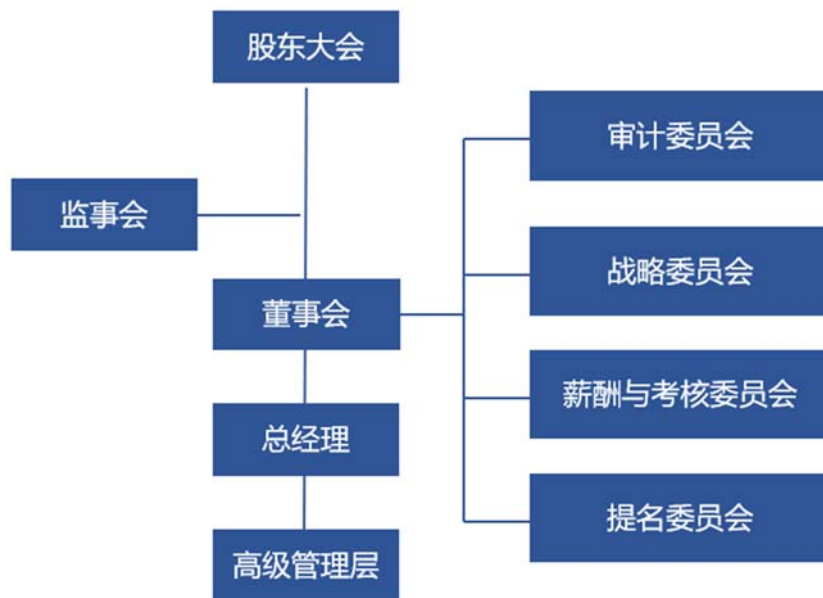 股东大会
审计委员会
监事会
战略委员会
董事会
薪酬与考核委员会
总经理
提名委员会
高级管理层